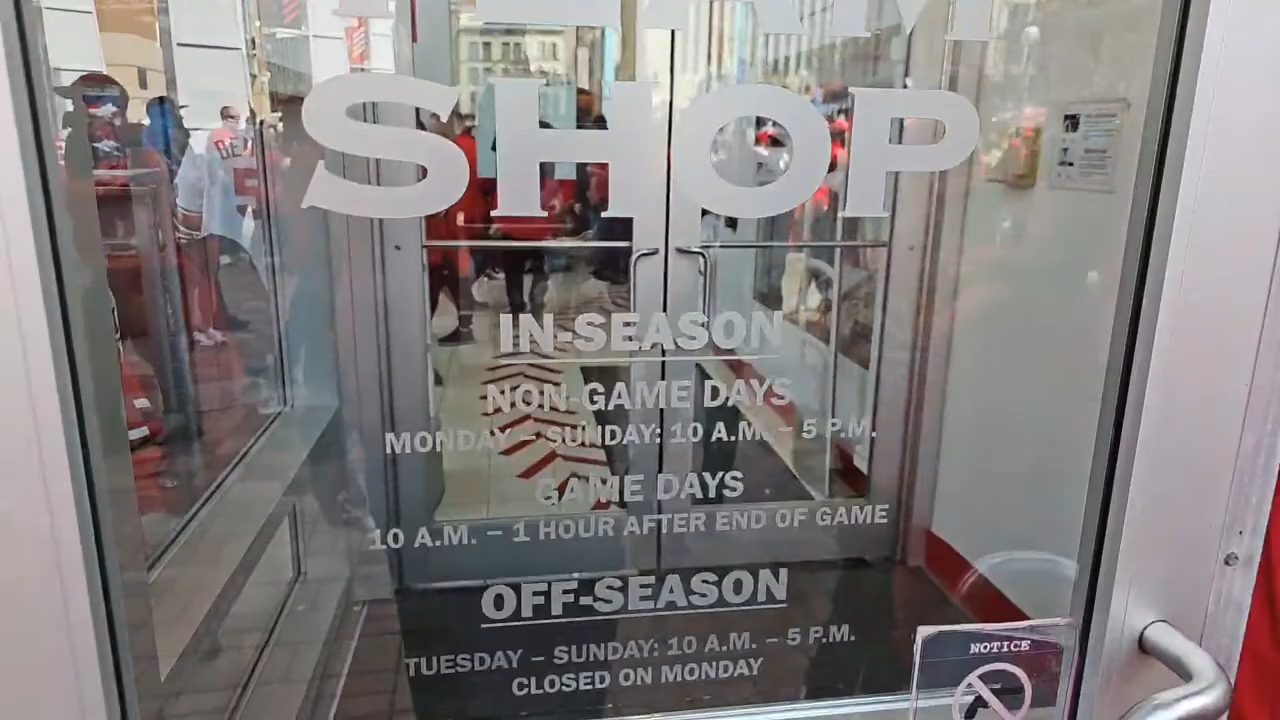 TEAM
SHOP
IN-SEASON
NON-GAME DAYS
MONDAY – SUNDAY: 10 A.M. – 5 P.M.
GAME DAYS
10 A.M. – 1 HOUR AFTER END OF GAME
OFF-SEASON
TUESDAY – SUNDAY: 10 A.M. – 5 P.M.
CLOSED ON MONDAY
NOTICE